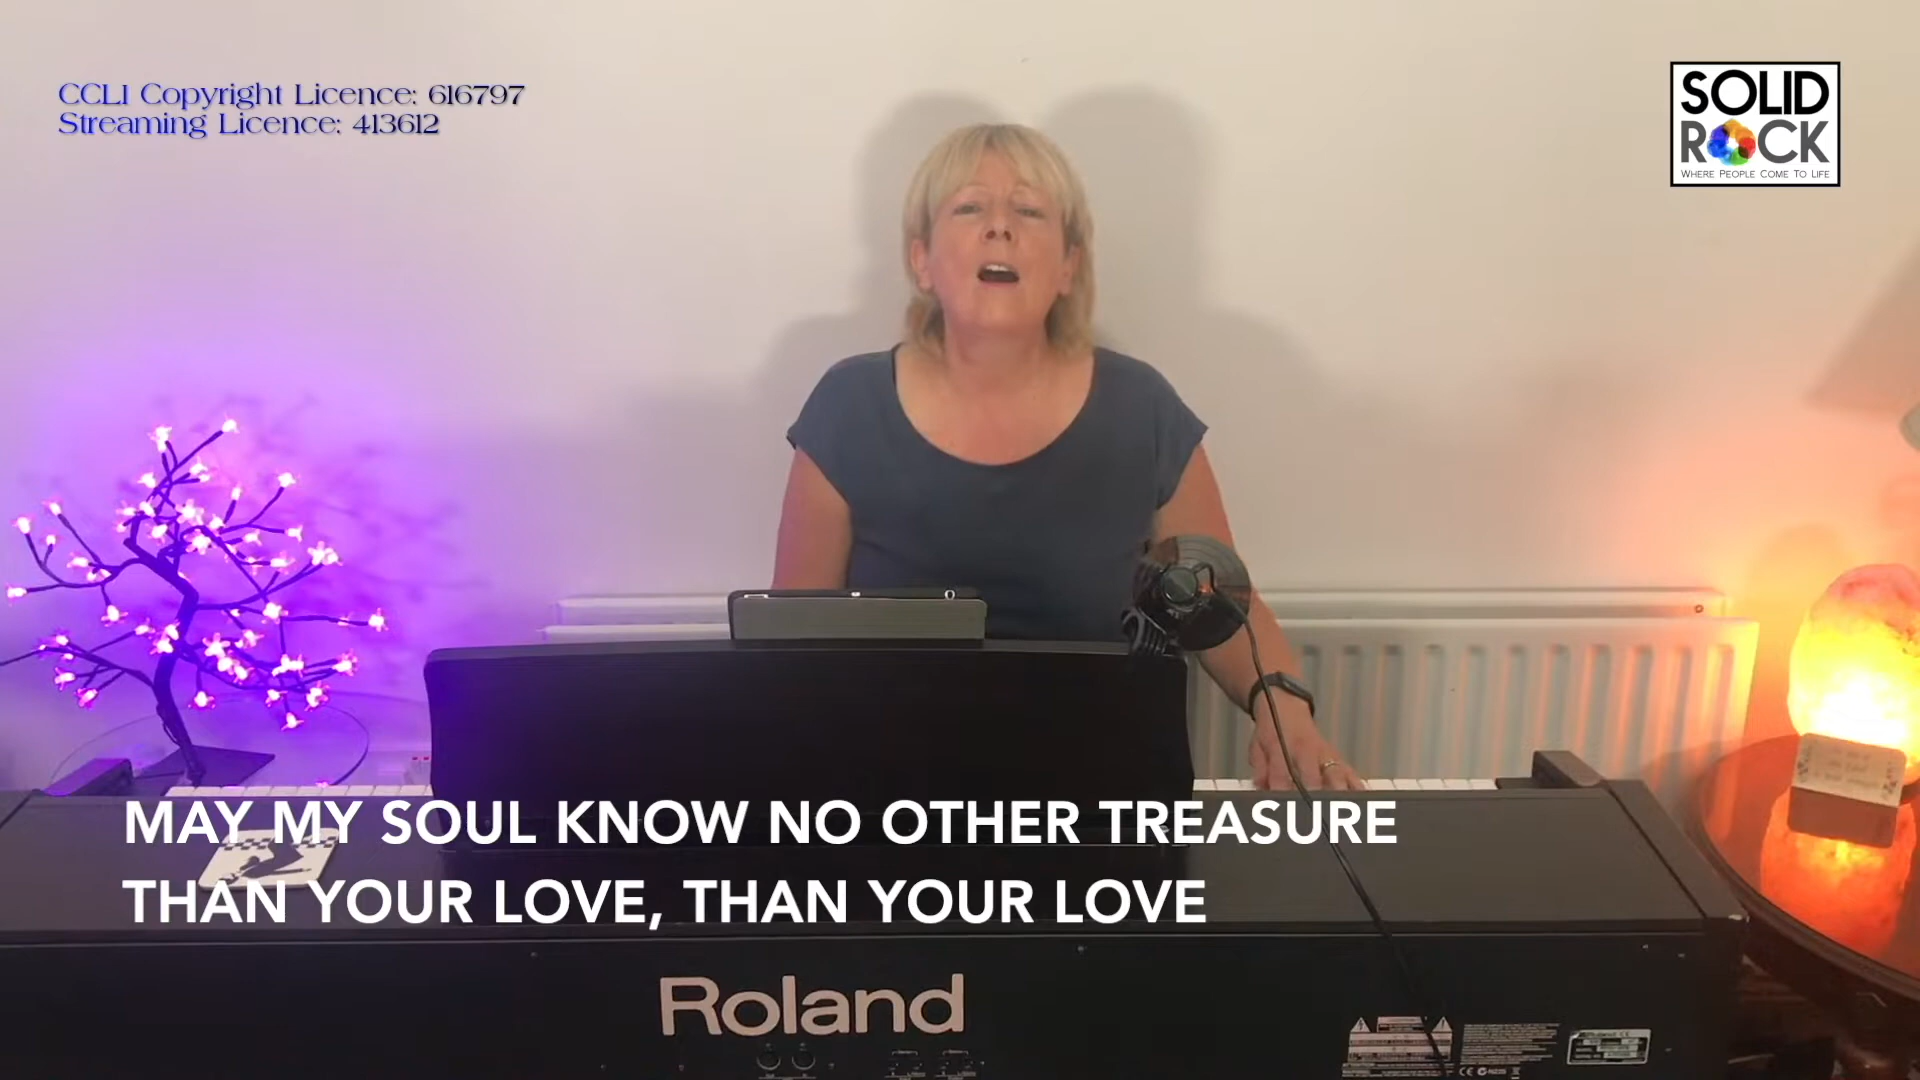 CCLI Copyright Licence: 616797
Streaming Licence: 413612
SOLID
ROCK
WHERE PEOPLE COME TO LIFE
MAY MY SOUL KNOW NO OTHER TREASURE
THAN YOUR LOVE, THAN YOUR LOVE
Roland